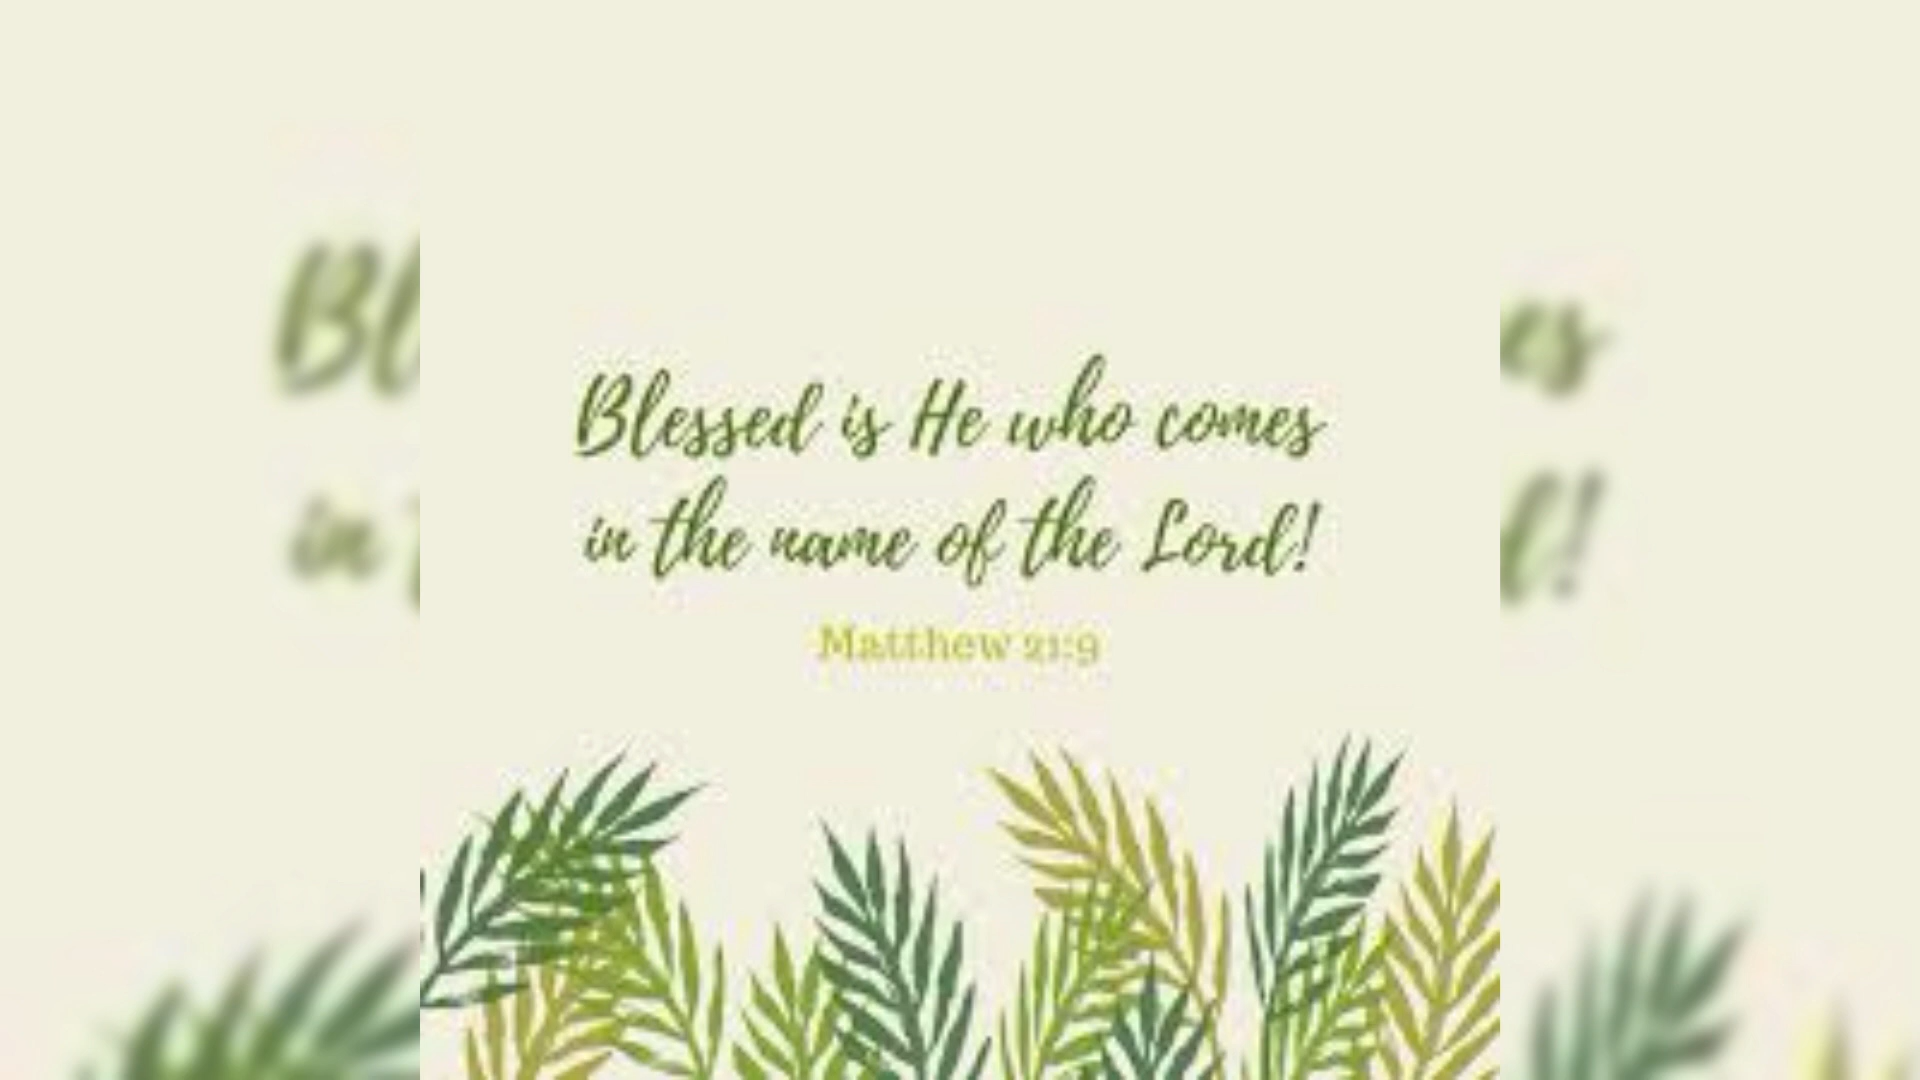 Blessed is He who comes
in the name of the Lord!
Matthew 21:9